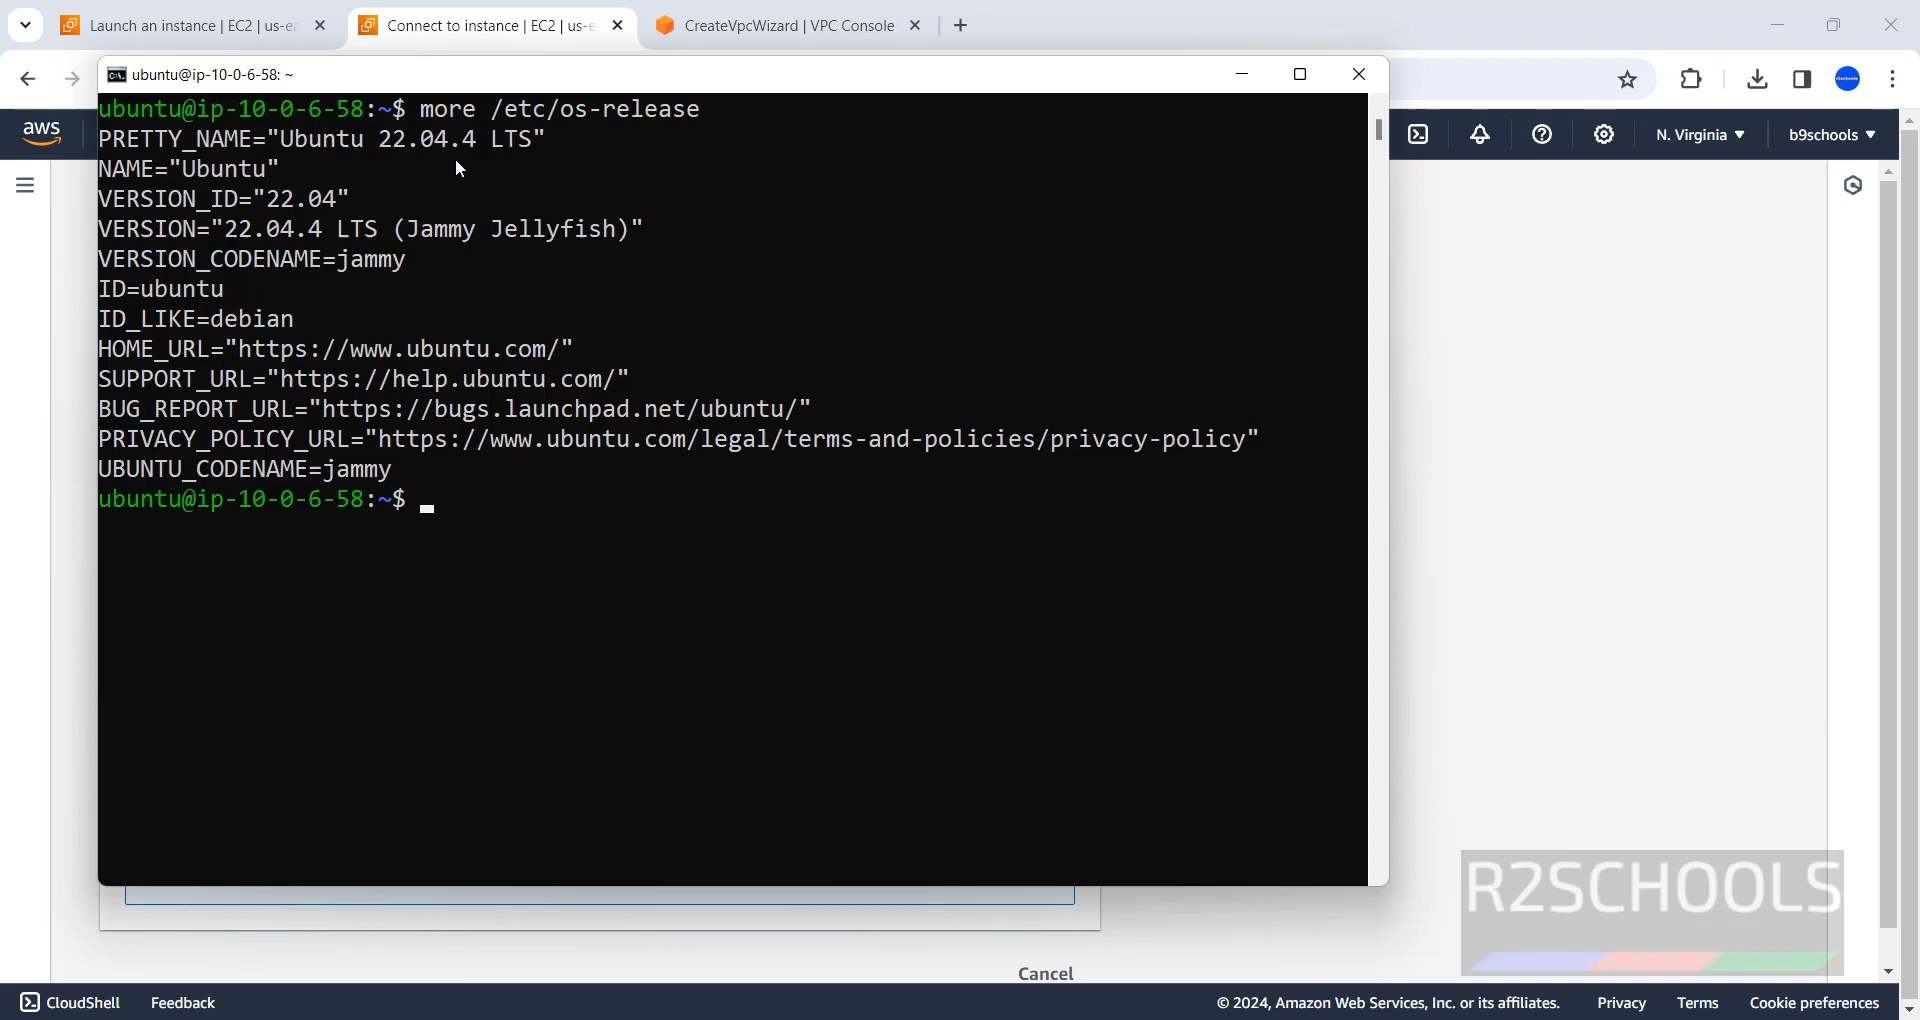 Launch an instance | EC2 | us-ea
Connect to instance | EC2 | us-e
CreateVpcWizard | VPC Console
ubuntu@ip-10-0-6-58: ~
aws
N. Virginia
b9schools
ubuntu@ip-10-0-6-58:~$ more /etc/os-release
PRETTY_NAME="Ubuntu 22.04.4 LTS"
NAME="Ubuntu"
VERSION_ID="22.04"
VERSION="22.04.4 LTS (Jammy Jellyfish)"
VERSION_CODENAME=jammy
ID=ubuntu
ID_LIKE=debian
HOME_URL="https://www.ubuntu.com/"
SUPPORT_URL="https://help.ubuntu.com/"
BUG_REPORT_URL="https://bugs.launchpad.net/ubuntu/"
PRIVACY_POLICY_URL="https://www.ubuntu.com/legal/terms-and-policies/privacy-policy"
UBUNTU_CODENAME=jammy
ubuntu@ip-10-0-6-58:~$
R2SCHOOLS
Cancel
CloudShell Feedback © 2024, Amazon Web Services, Inc. or its affiliates. Privacy Terms Cookie preferences